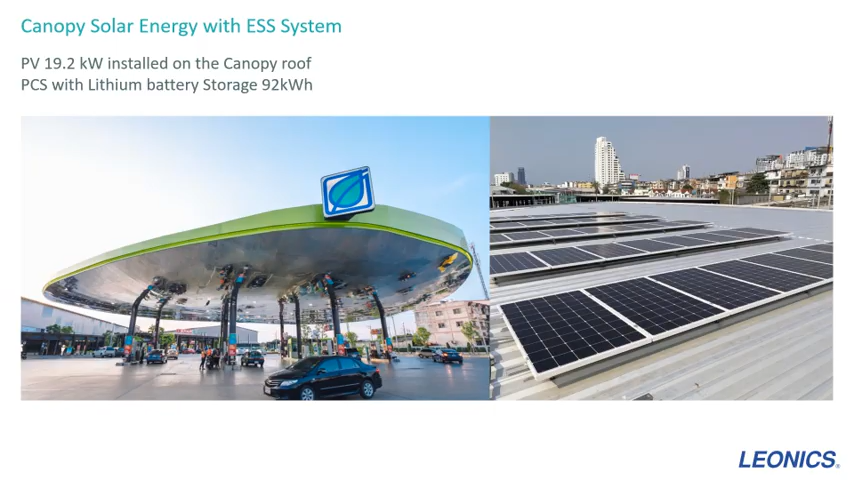 Canopy Solar Energy with ESS System
PV 19.2 kW installed on the Canopy roof
PCS with Lithium battery Storage 92kWh
LEONICS®